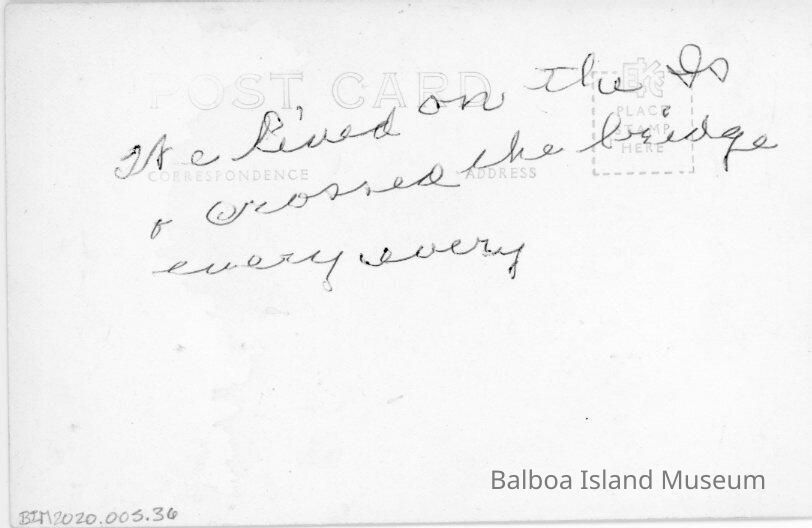 POST CARD
PLACE
STAMP
HERE
CORRESPONDENCE
ADDRESS
lived on the Is
& crossed the bridge
every every
Balboa Island Museum
BIM2020.005.36